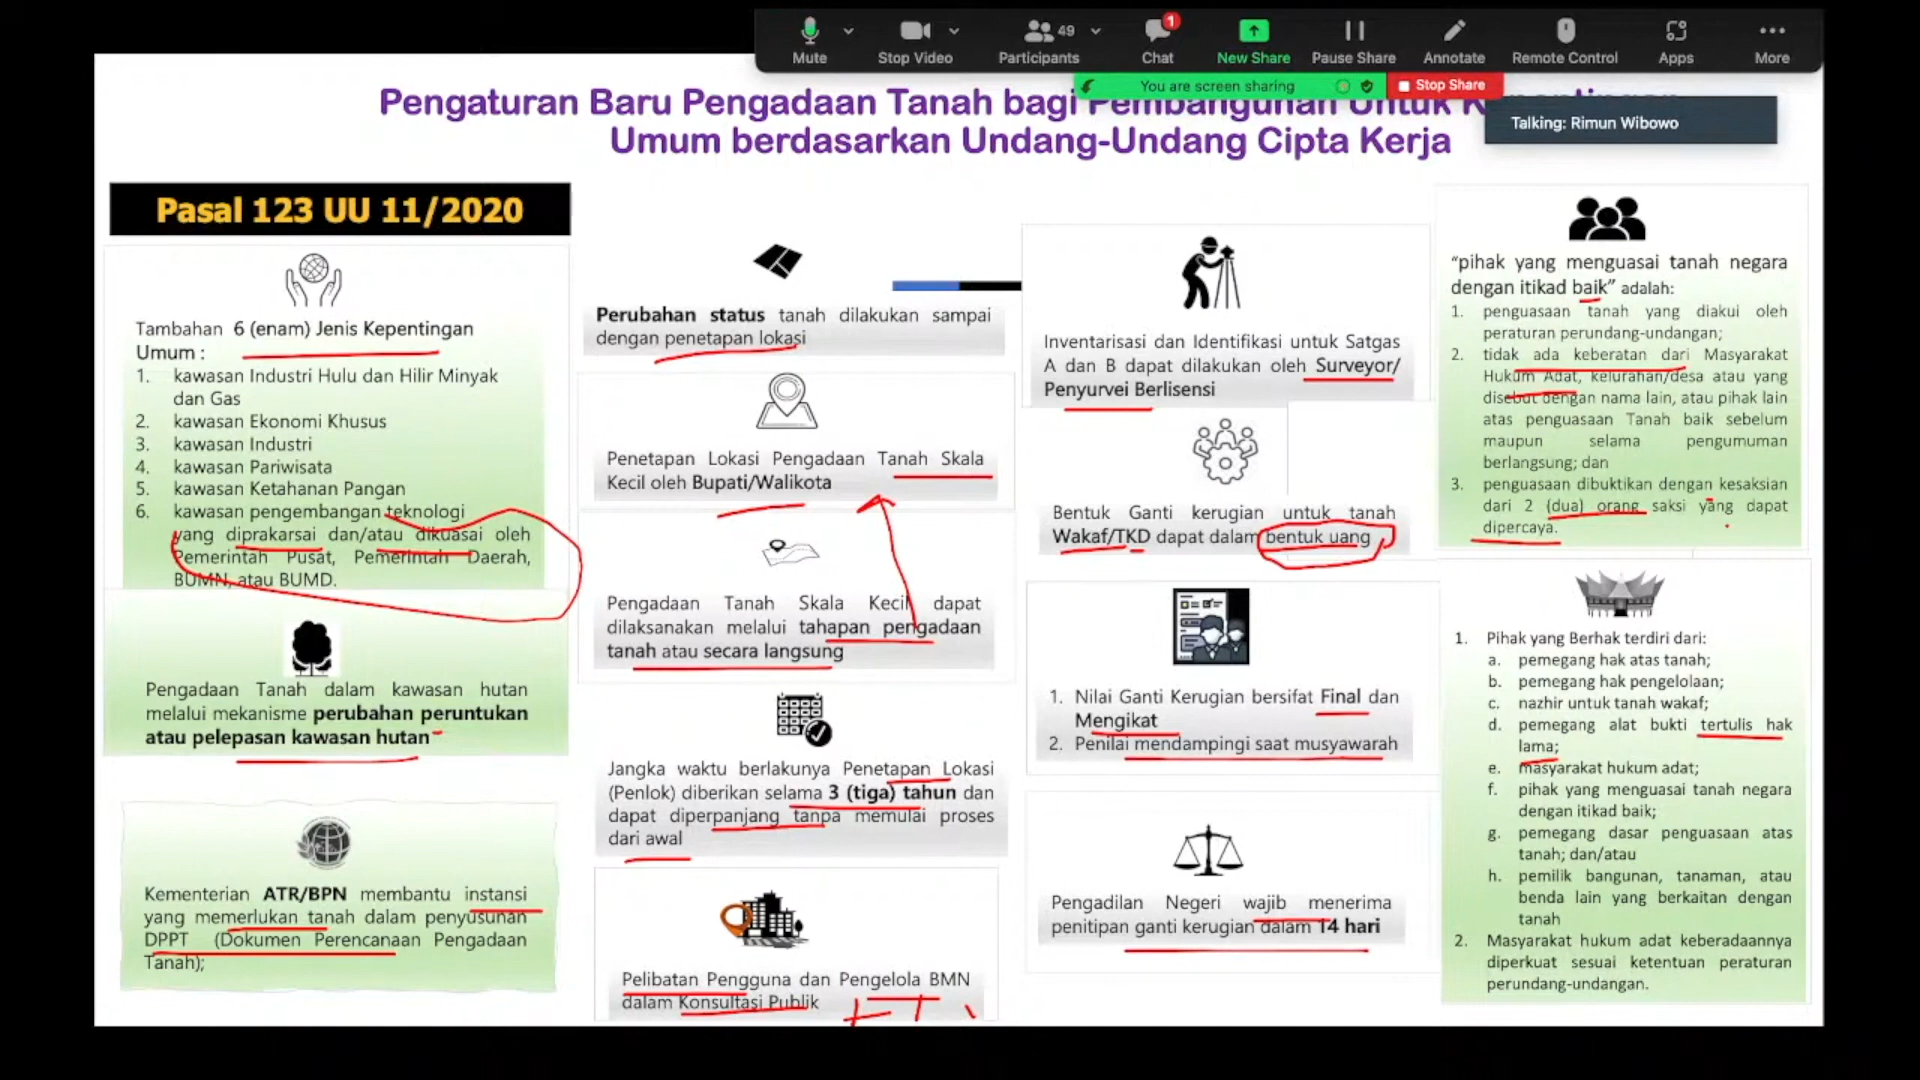 Mute
Stop Video
49
Participants
1
Chat
New Share
Pause Share
Annotate
Remote Control
Apps
More
You are screen sharing
Stop Share
Talking: Rimun Wibowo
Pengaturan Baru Pengadaan Tanah bagi Pembangunan Untuk
Umum berdasarkan Undang-Undang Cipta Kerja
Pasal 123 UU 11/2020
Tambahan 6 (enam) Jenis Kepentingan
Umum :
1. kawasan Industri Hulu dan Hilir Minyak
dan Gas
2. kawasan Ekonomi Khusus
3. kawasan Industri
4. kawasan Pariwisata
5. kawasan Ketahanan Pangan
6. kawasan pengembangan teknologi
yang diprakarsai dan/atau dikuasai oleh
Pemerintah Pusat, Pemerintah Daerah,
BUMN, atau BUMD.
Pengadaan Tanah dalam kawasan hutan
melalui mekanisme perubahan peruntukan
atau pelepasan kawasan hutan
Kementerian ATR/BPN membantu instansi
yang memerlukan tanah dalam penyusunan
DPPT (Dokumen Perencanaan Pengadaan
Tanah);
Perubahan status tanah dilakukan sampai
dengan penetapan lokasi
Penetapan Lokasi Pengadaan Tanah Skala
Kecil oleh Bupati/Walikota
Pengadaan Tanah Skala Kecil dapat
dilaksanakan melalui tahapan pengadaan
tanah atau secara langsung
Jangka waktu berlakunya Penetapan Lokasi
(Penlok) diberikan selama 3 (tiga) tahun dan
dapat diperpanjang tanpa memulai proses
dari awal
Pelibatan Pengguna dan Pengelola BMN
dalam Konsultasi Publik
Inventarisasi dan Identifikasi untuk Satgas
A dan B dapat dilakukan oleh Surveyor/
Penyurvei Berlisensi
Bentuk Ganti kerugian untuk tanah
Wakaf/TKD dapat dalam bentuk uang
1. Nilai Ganti Kerugian bersifat Final dan
Mengikat
2. Penilai mendampingi saat musyawarah
Pengadilan Negeri wajib menerima
penitipan ganti kerugian dalam 14 hari
“pihak yang menguasai tanah negara
dengan itikad baik” adalah:
1. penguasaan tanah yang diakui oleh
peraturan perundang-undangan;
2. tidak ada keberatan dari Masyarakat
Hukum Adat, kelurahan/desa atau yang
disebut dengan nama lain, atau pihak lain
atas penguasaan Tanah baik sebelum
maupun selama pengumuman
berlangsung; dan
3. penguasaan dibuktikan dengan kesaksian
dari 2 (dua) orang saksi yang dapat
dipercaya.
1. Pihak yang Berhak terdiri dari:
a. pemegang hak atas tanah;
b. pemegang hak pengelolaan;
c. nazhir untuk tanah wakaf;
d. pemegang alat bukti tertulis hak
lama;
e. masyarakat hukum adat;
f. pihak yang menguasai tanah negara
dengan itikad baik;
g. pemegang dasar penguasaan atas
tanah; dan/atau
h. pemilik bangunan, tanaman, atau
benda lain yang berkaitan dengan
tanah
2. Masyarakat hukum adat keberadaannya
diperkuat sesuai ketentuan peraturan
perundang-undangan.